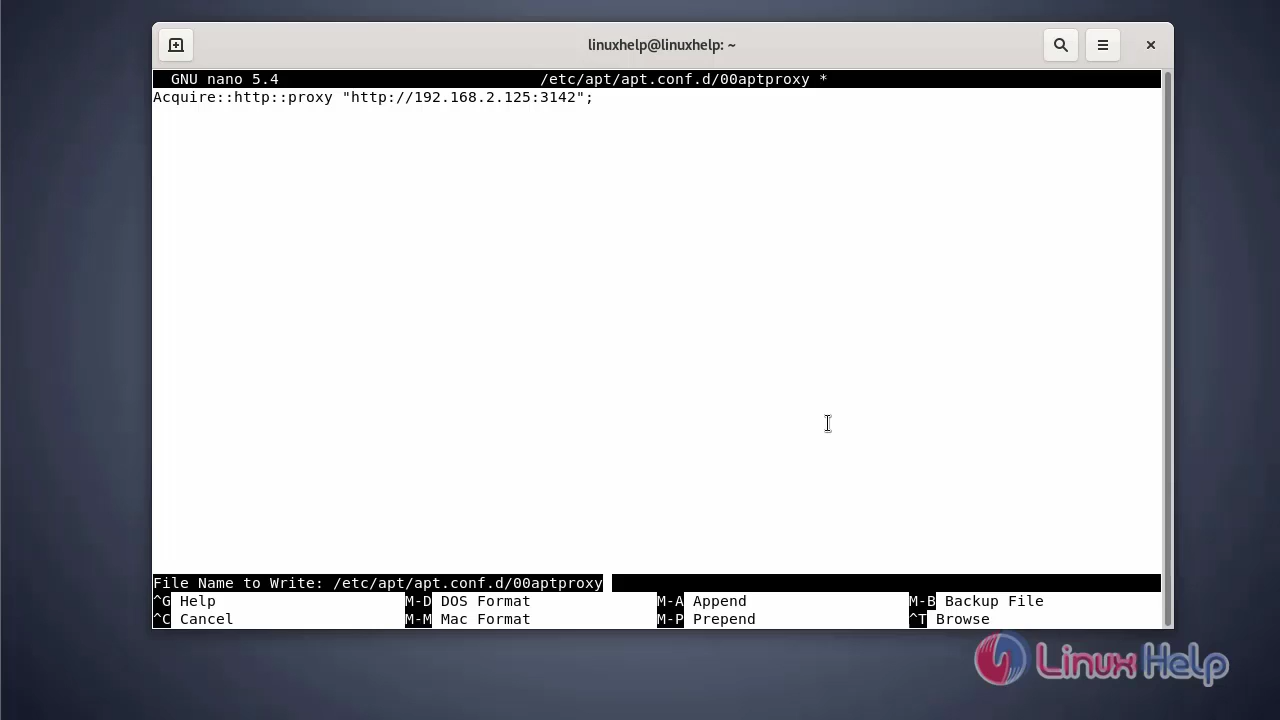 linuxhelp@linuxhelp: ~
GNU nano 5.4 /etc/apt/apt.conf.d/00aptproxy *
Acquire::http::proxy "http://192.168.2.125:3142";
File Name to Write: /etc/apt/apt.conf.d/00aptproxy
^G Help M-D DOS Format M-A Append M-B Backup File
^C Cancel M-M Mac Format M-P Prepend ^T Browse
Linux Help